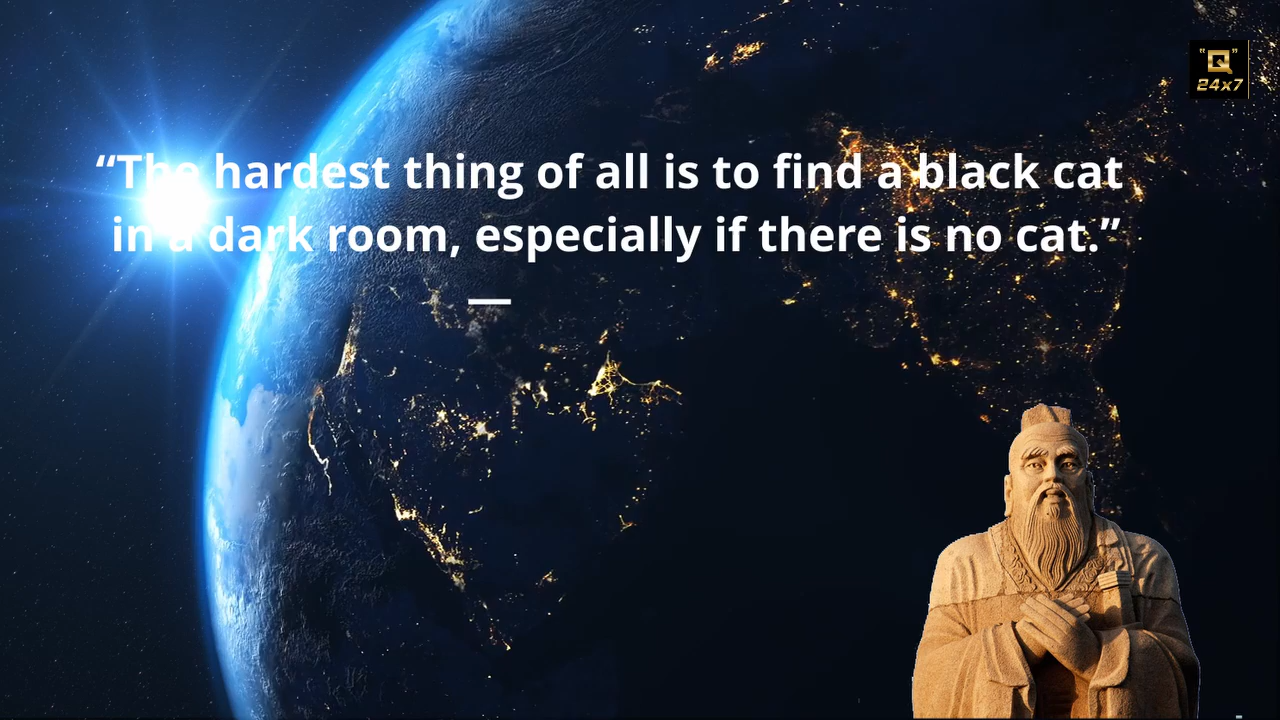 “The hardest thing of all is to find a black cat
in a dark room, especially if there is no cat.”
—
"Q"
24x7